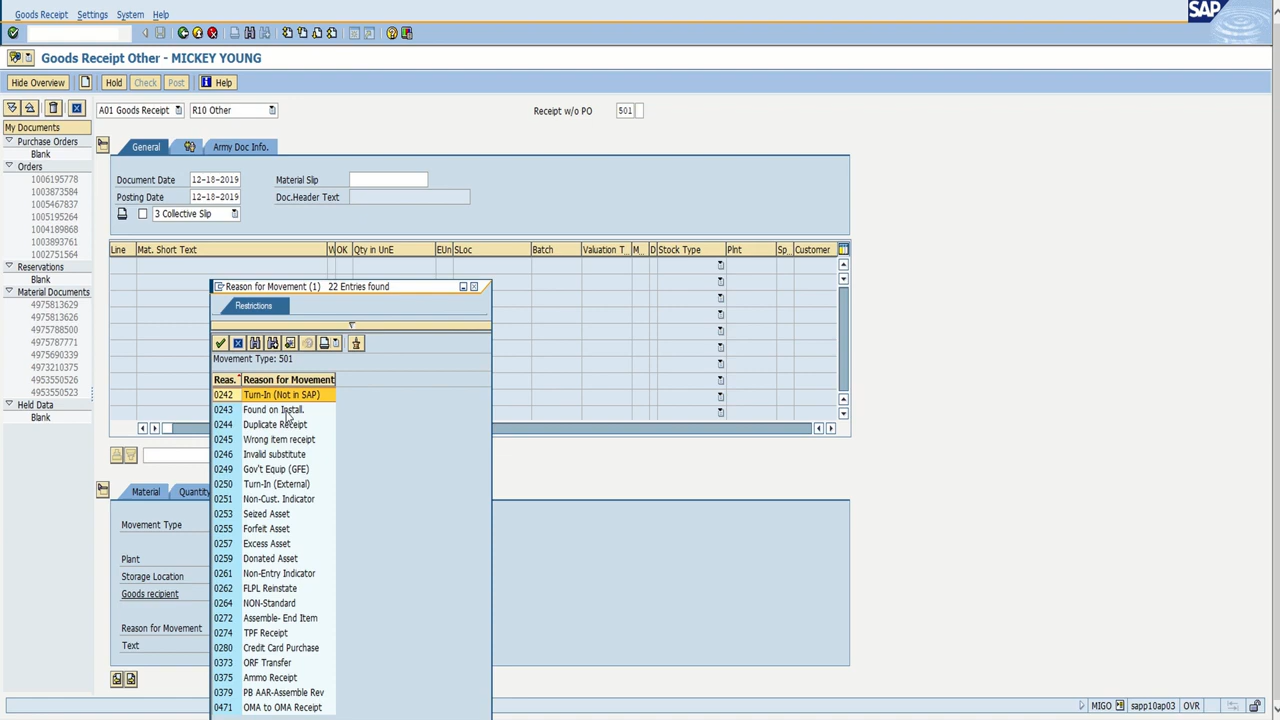 Goods Receipt Settings System Help
SAP
Goods Receipt Other - MICKEY YOUNG
Hide Overview Hold Check Post Help
A01 Goods Receipt R10 Other Receipt w/o PO 501
My Documents
Purchase Orders
Blank
Orders
1006195778
1003873584
1005467837
1005195264
1004189868
1003893761
1002751564
Reservations
Blank
Material Documents
4975813629
4975813629
4975788500
4975787771
4975690339
4973210375
4953550526
4953550523
Held Data
Blank
General Army Doc Info.
Document Date 12-18-2019 Material Slip
Posting Date 12-18-2019 Doc.Header Text
3 Collective Slip
Line Mat. Short Text W OK Qty in UnE EUn SLoc Batch Valuation T... M... D Stock Type Plnt Sp... Customer
Reason for Movement (1) 22 Entries found
Restrictions
Movement Type: 501
Reas. Reason for Movement
0242 Turn-In (Not in SAP)
0243 Found on Install.
0244 Duplicate Receipt
0245 Wrong item receipt
0246 Invalid substitute
0249 Gov't Equip (GFE)
0250 Turn-In (External)
0251 Non-Cust. Indicator
0253 Seized Asset
0255 Forfeit Asset
0257 Excess Asset
0259 Donated Asset
0261 Non-Entry Indicator
0262 FLPL Reinstate
0264 NON-Standard
0272 Assemble- End Item
0274 TPF Receipt
0280 Credit Card Purchase
0373 ORF Transfer
0375 Ammo Receipt
0379 PB AAR-Assemble Rev
0471 OMA to OMA Receipt
Material Quantity
Movement Type
Plant
Storage Location
Goods recipient
Reason for Movement
Text
MIGO sapp10ap03 OVR